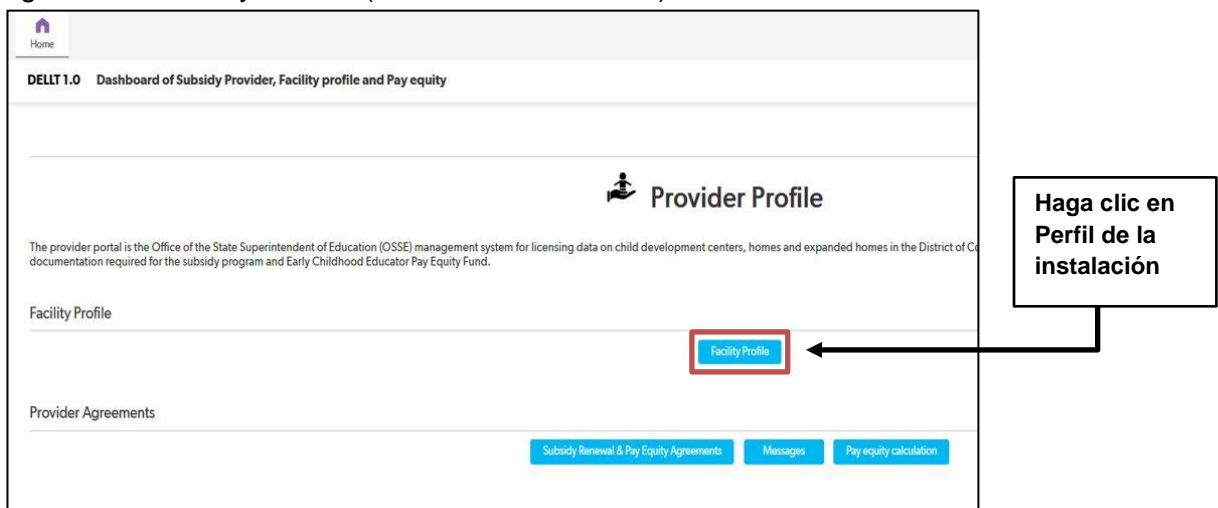 Home
DELLT 1.0 Dashboard of Subsidy Provider, Facility profile and Pay equity
Provider Profile
The provider portal is the Office of the State Superintendent of Education (OSSE) management system for licensing data on child development centers, homes and expanded homes in the District of
documentation required for the subsidy program and Early Childhood Educator Pay Equity Fund.
Facility Profile
Facility Profile
Provider Agreements
Subsidy Renewal & Pay Equity Agreements Messages Pay equity calculation
Haga clic en
Perfil de la
instalación